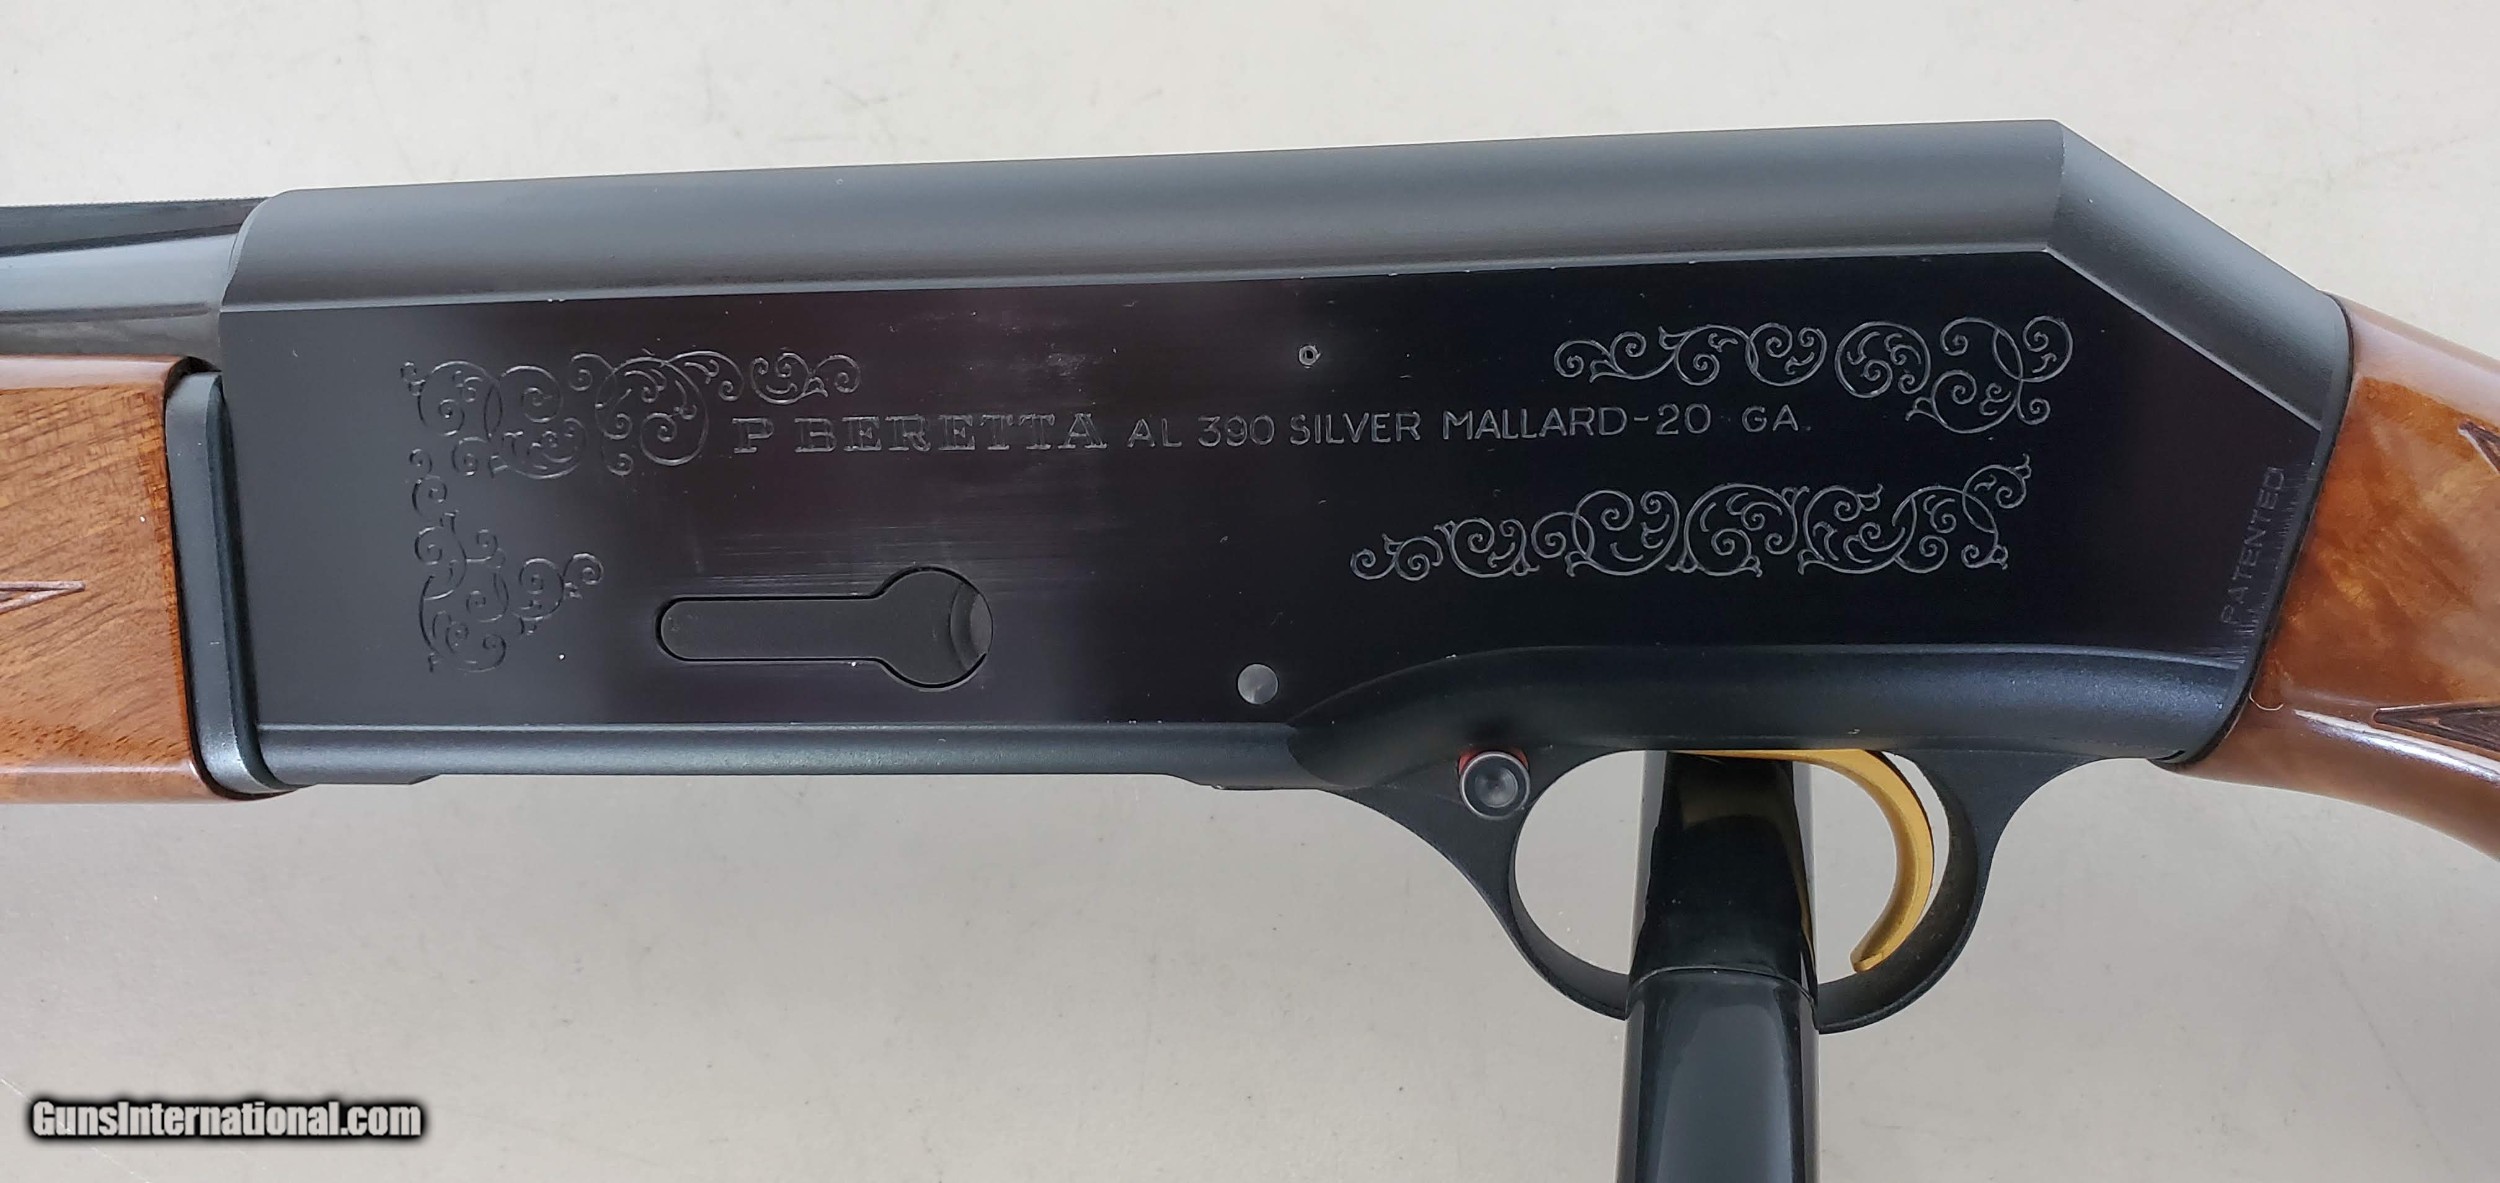 P BERETTA AL 390 SILVER MALLARD-20 GA.
PATENTED
GunsInternational.com